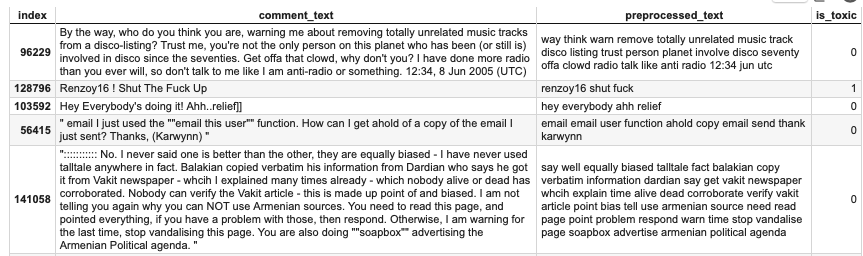 index comment_text preprocessed_text is_toxic
By the way, who do you think you are, warning me about removing totally unrelated music tracks
from a disco-listing? Trust me, you're not the only person on this planet who has been (or still is)
involved in disco since the seventies. Get offa that clowd, why don't you? I have done more radio
than you ever will, so don't talk to me like I am anti-radio or something. 12:34, 8 Jun 2005 (UTC)
96229
way think warn remove totally unrelated music track
disco listing trust person planet involve disco seventy
offa clowd radio talk like anti radio 12:34 jun utc
0
128796 Renzoy16 ! Shut The Fuck Up renzoy16 shut fuck 1
103592 Hey Everybody's doing it! Ahh..relief]] hey everybody ahh relief 0
56415
" email I just used the ""email this user"" function. How can I get ahold of a copy of the email I
just sent? Thanks, (Karwynn) "
email email user function ahold copy email send thank
karwynn
0
141058
"::::::::::: No. I never said one is better than the other, they are equally biased - I have never used
talltale anywhere in fact. Balakian copied verbatim his information from Dardian who says he got
it from Vakit newspaper - whcih I explained many times already - which nobody alive or dead has
corroborated. Nobody can verify the Vakit article - this is made up point of and biased. I am not
telling you again why you can NOT use Armenian sources. You need to read this page, and
pointed everything, if you have a problem with those, then respond. Otherwise, I am warning for
the last time, stop vandalising this page. You are also doing ""soapbox"" advertising the
Armenian Political agenda. "
say well equally biased talltale fact balakian copy
verbatim information dardian say get vakit newspaper
whcih explain time alive dead corroborate verify vakit
article point bias tell use armenian source need read
page point problem respond warn time stop vandalise
page soapbox advertise armenian political agenda
0